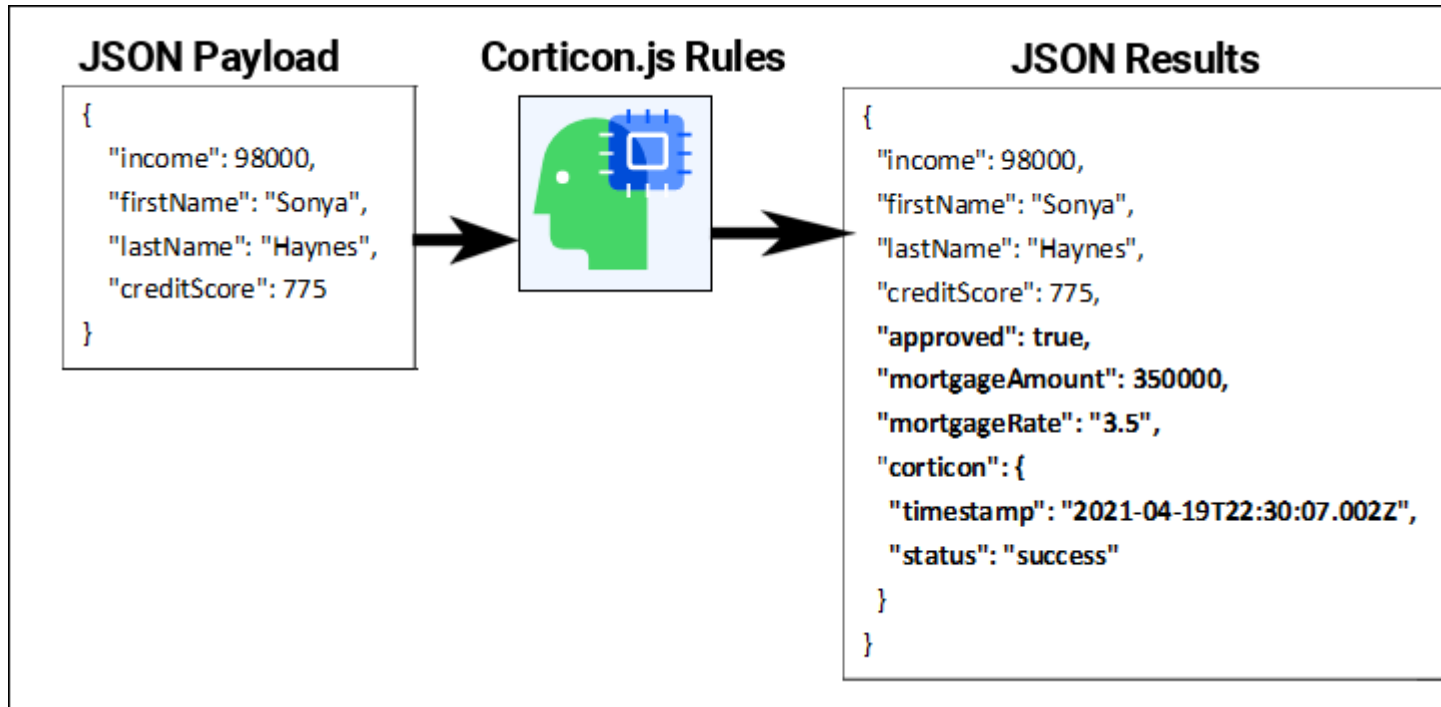 JSON Payload
{
"income": 98000,
"firstName": "Sonya",
"lastName": "Haynes",
"creditScore": 775
}
Corticon.js Rules
JSON Results
{
"income": 98000,
"firstName": "Sonya",
"lastName": "Haynes",
"creditScore": 775,
"approved": true,
"mortgageAmount": 350000,
"mortgageRate": "3.5",
"corticon": {
"timestamp": "2021-04-19T22:30:07.002Z",
"status": "success"
}
}